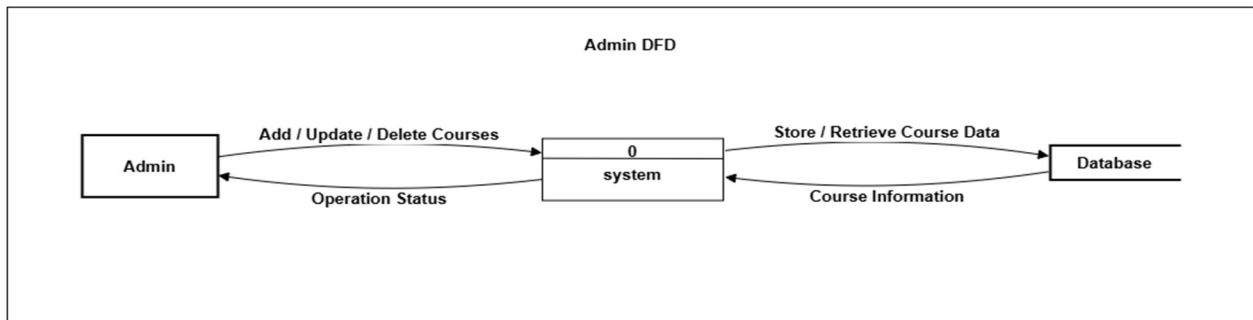 Admin DFD
Add / Update / Delete Courses
Store / Retrieve Course Data
0
Admin
system
Database
Operation Status
Course Information